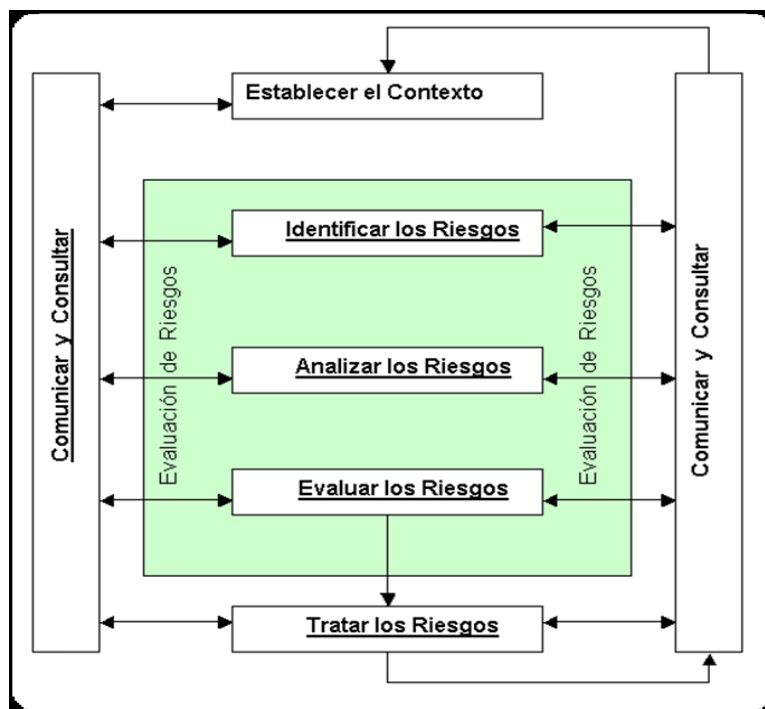 Establecer el Contexto
Comunicar y Consultar
Identificar los Riesgos
Evaluación de Riesgos
Analizar los Riesgos
Evaluación de Riesgos
Comunicar y Consultar
Evaluar los Riesgos
Tratar los Riesgos